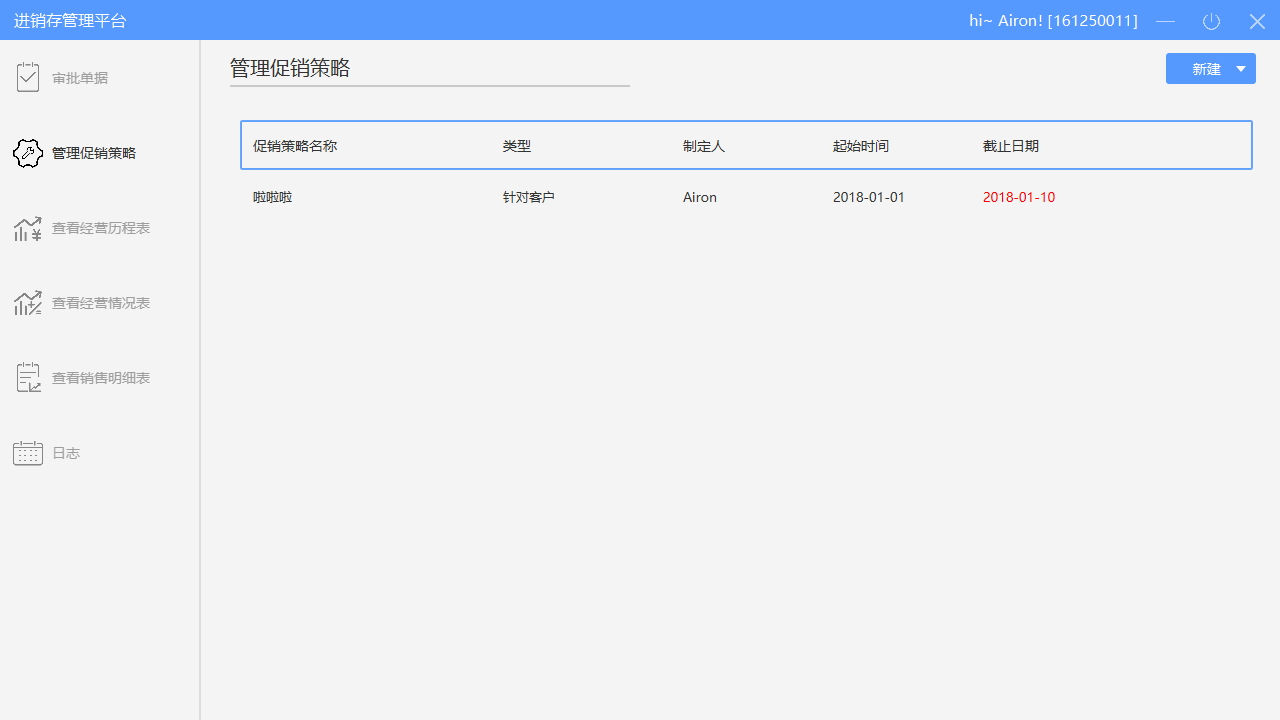 进销存管理平台
hi~ Airon! [161250011]
审批单据
管理促销策略
查看经营历程表
查看经营情况表
查看销售明细表
日志
管理促销策略
新建
促销策略名称 类型 制定人 起始时间 截止日期
啦啦啦 针对客户 Airon 2018-01-01 2018-01-10